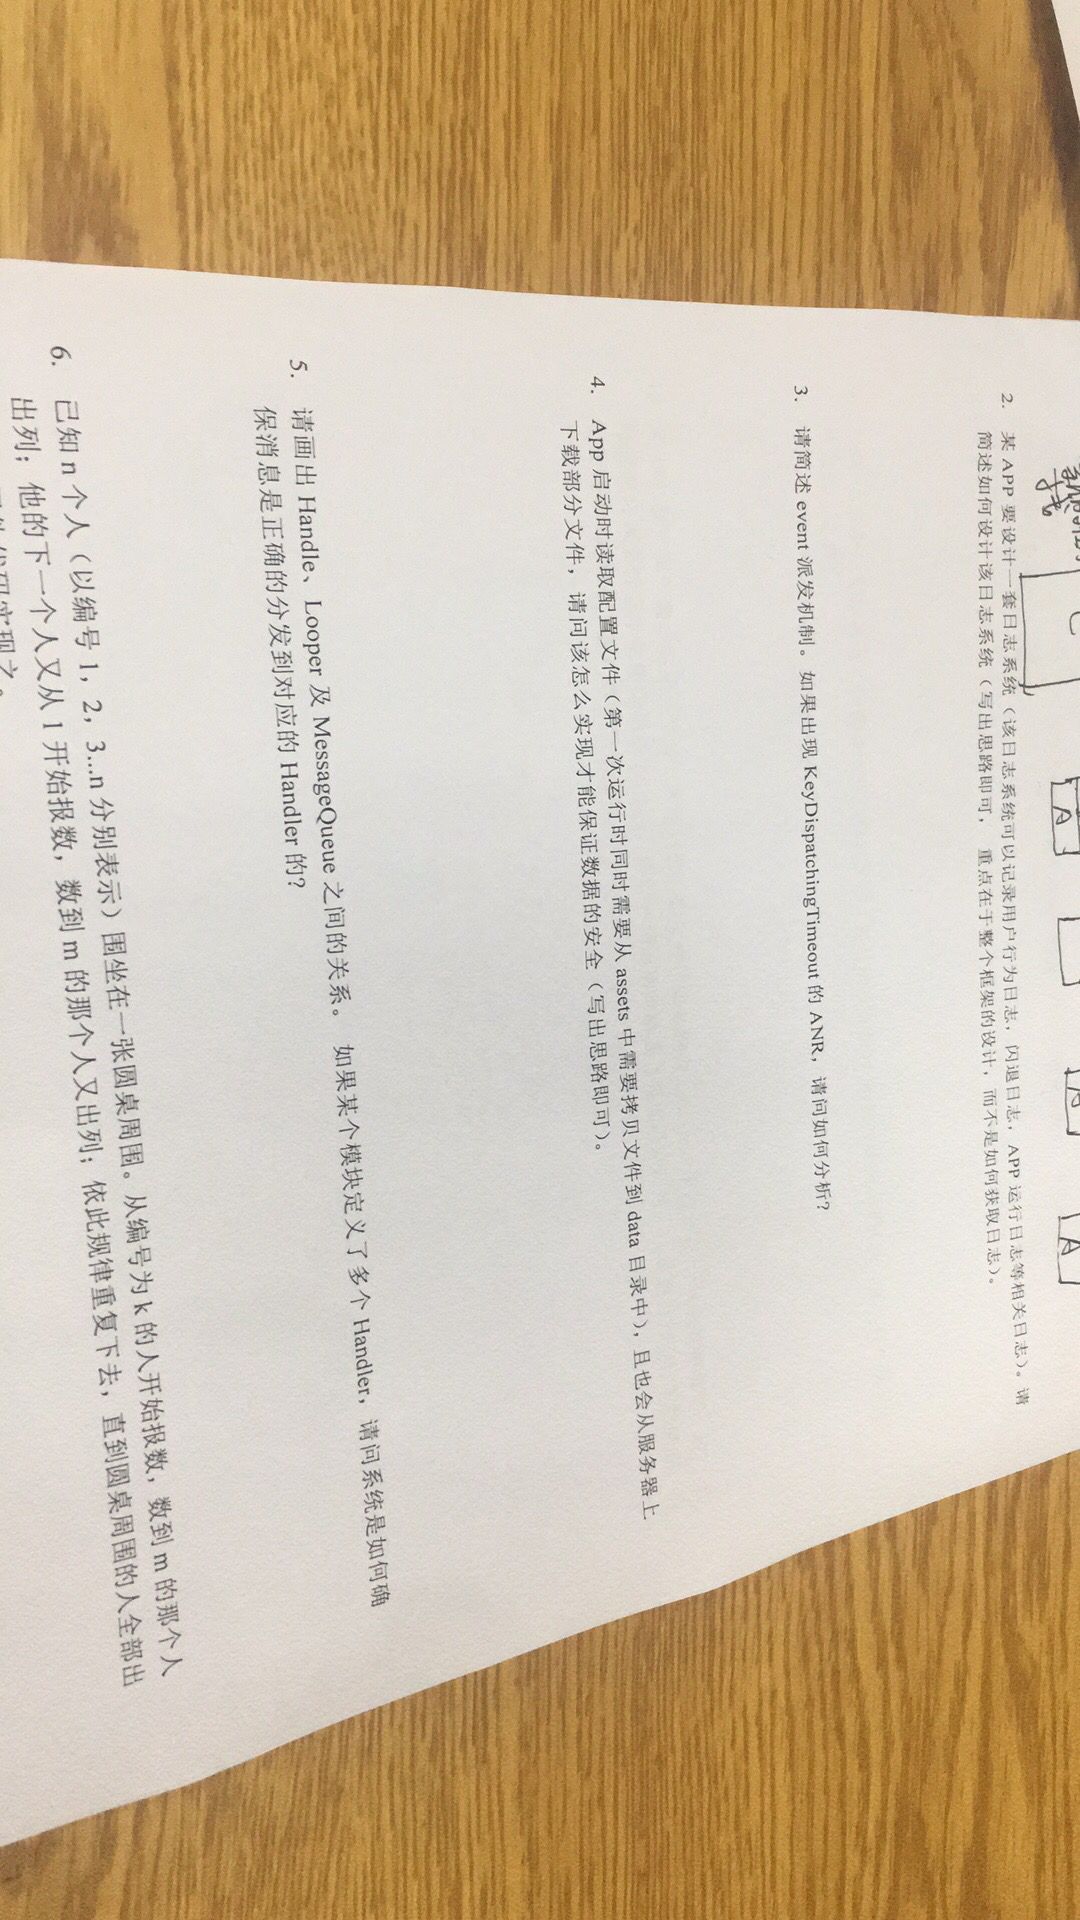 找
C
A
A
A
2. 某 APP 要设计一套日志系统（该日志系统可以记录用户行为日志，闪退日志，APP 运行日志等相关日志）。请
简述如何设计该日志系统（写出思路即可， 重点在于整个框架的设计，而不是如何获取日志）。
3. 请简述 event 派发机制。如果出现 KeyDispatchingTimeout 的 ANR，请问如何分析?
4. App 启动时读取配置文件（第一次运行时同时需要从 assets 中需要拷贝文件到 data 目录中），且也会从服务器上
下载部分文件，请问该怎么实现才能保证数据的安全（写出思路即可）。
5. 请画出 Handle、Looper 及 MessageQueue 之间的关系。 如果某个模块定义了多个 Handler，请问系统是如何确
保消息是正确的分发到对应的 Handler 的?
6. 已知 n 个人（以编号 1，2，3...n 分别表示）围坐在一张圆桌周围。从编号为 k 的人开始报数，数到 m 的那个人
出列；他的下一个人又从 1 开始报数，数到 m 的那个人又出列；依此规律重复下去，直到圆桌周围的人全部出
代码实现之。